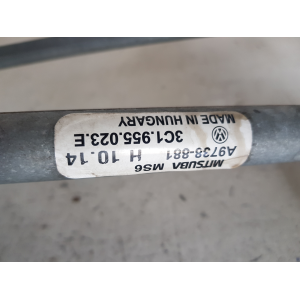 MITSUBA MS6
A9738-881 H 10.14
3C1.955.023.E
MADE IN HUNGARY